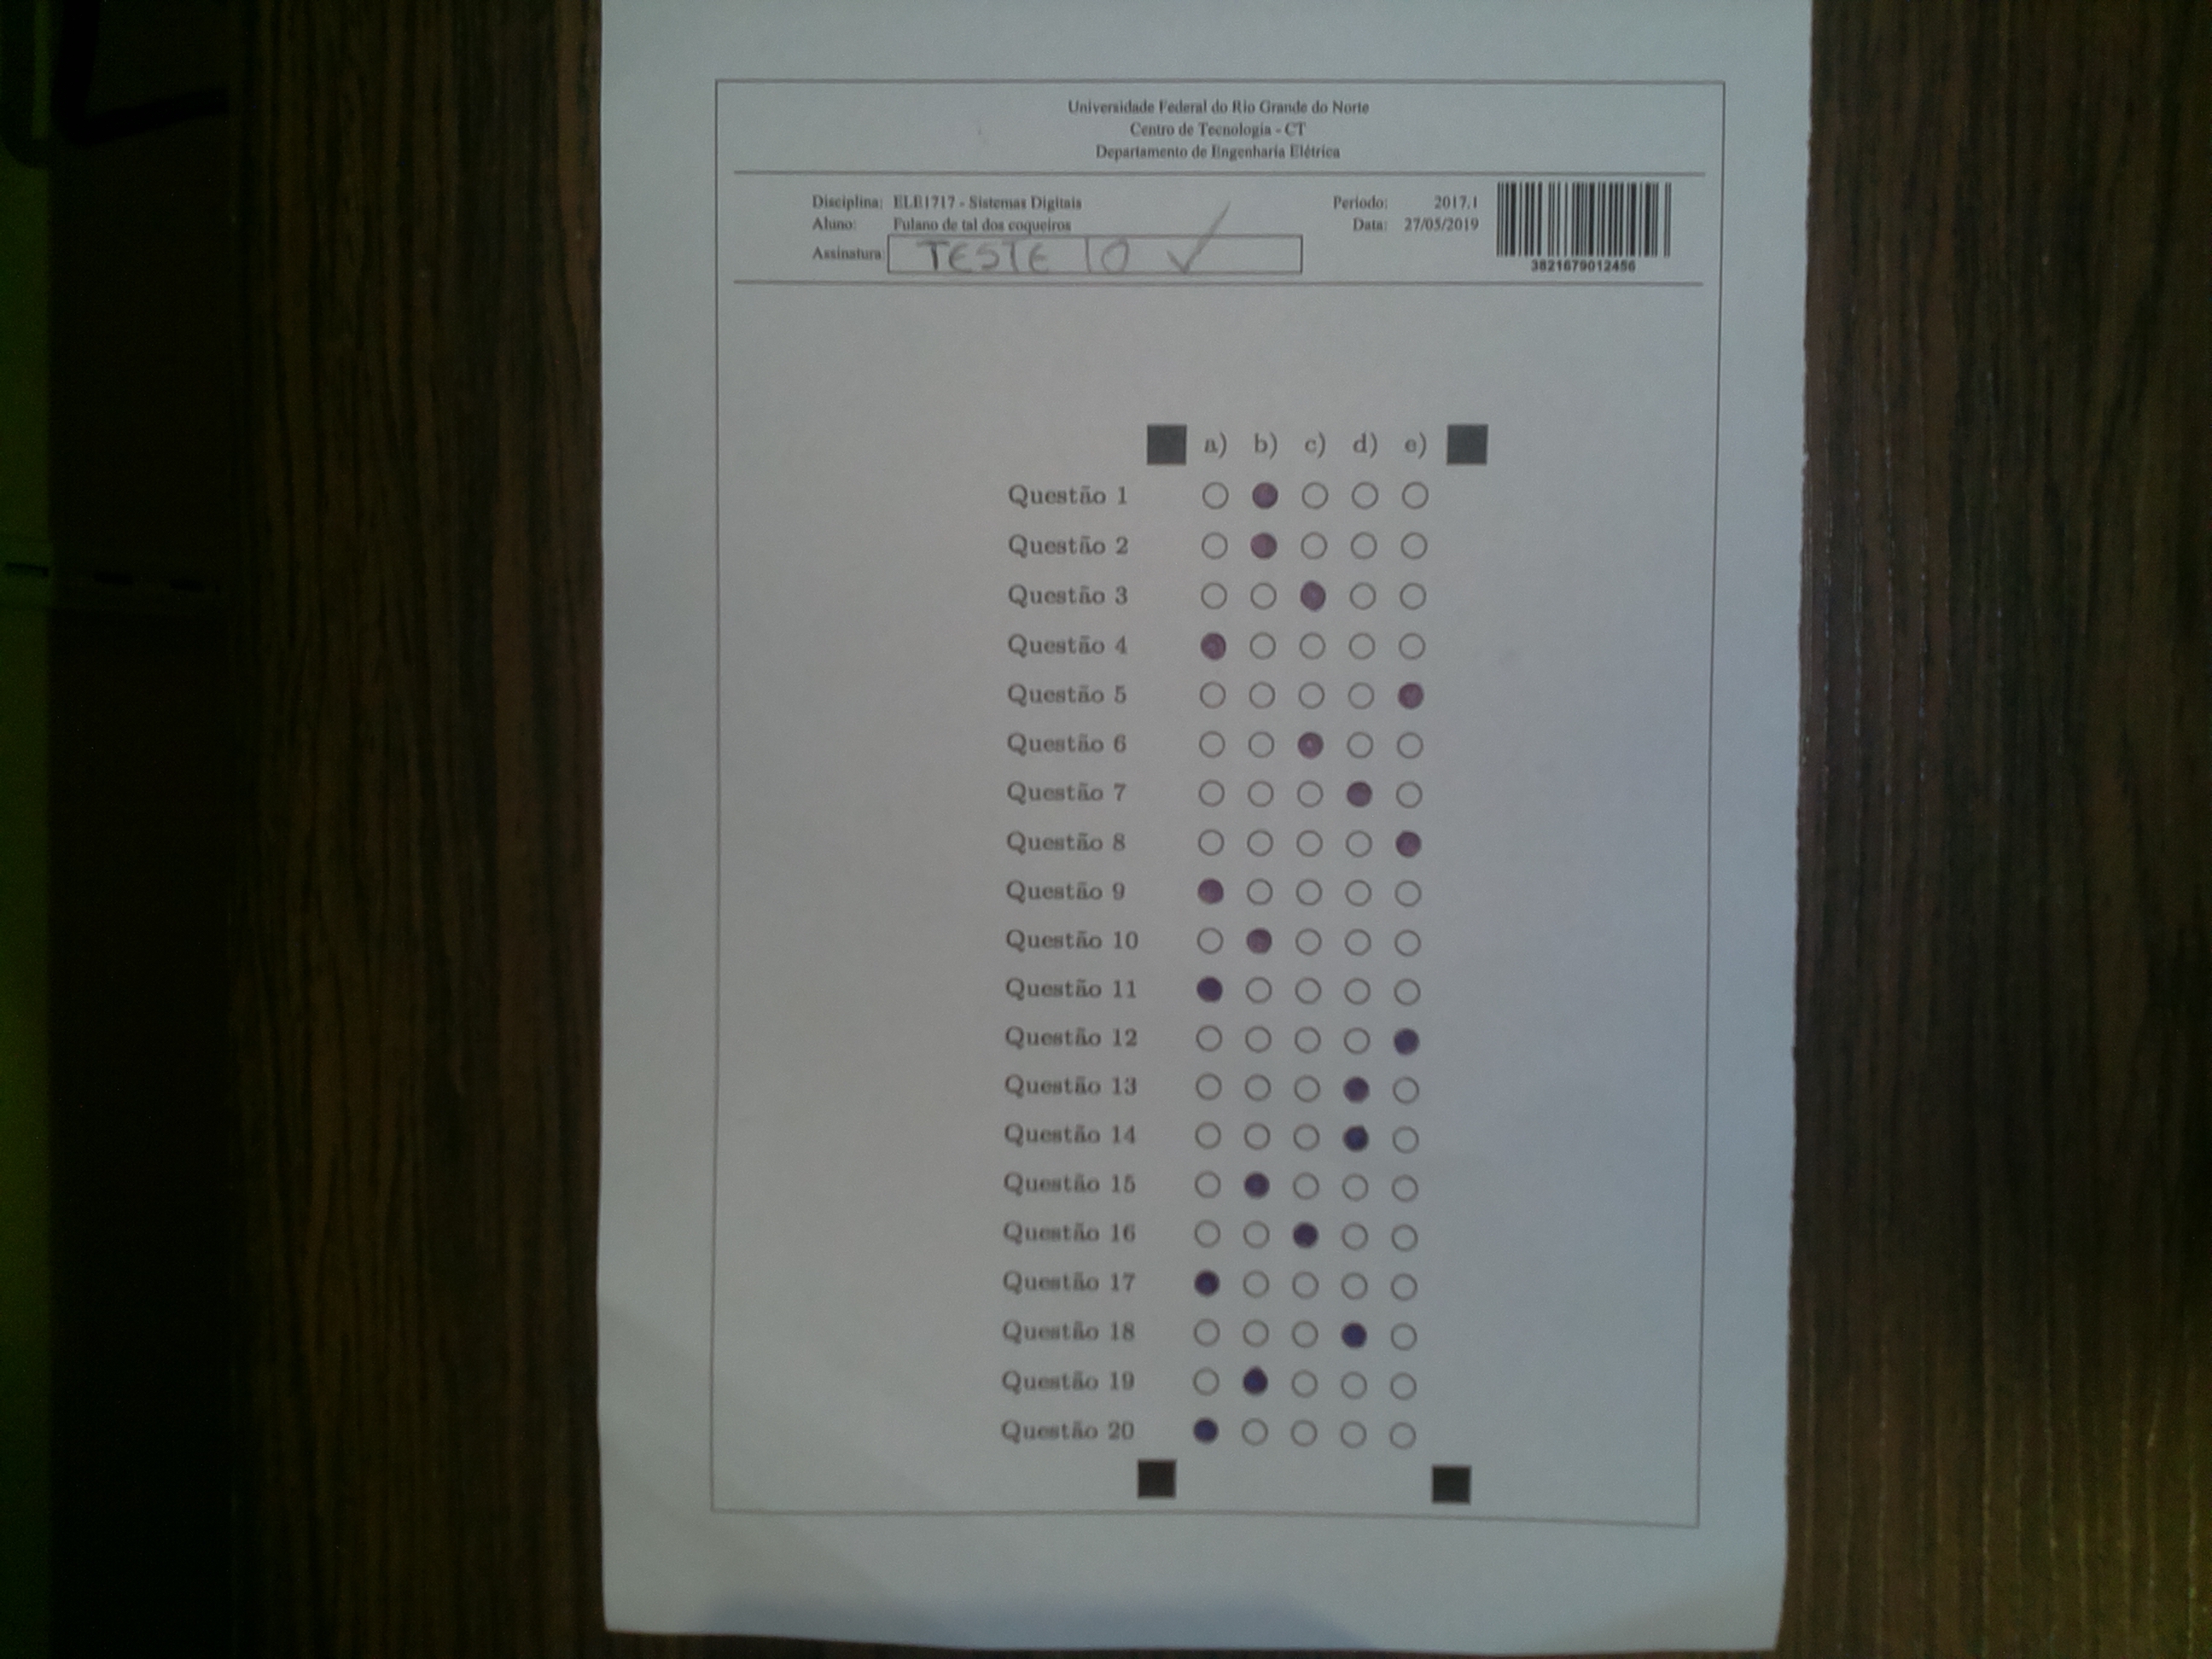 Universidade Federal do Rio Grande do Norte
Centro de Tecnologia - CT
Departamento de Engenharia Elétrica
Disciplina: ELE1717 - Sistemas Digitais Período: 2017.1
Aluno: Fulano de tal dos coqueiros Data: 27/05/2019
Assinatura: TESTE 10 ✓
3821679012456
a) b) c) d) e)
Questão 1
Questão 2
Questão 3
Questão 4
Questão 5
Questão 6
Questão 7
Questão 8
Questão 9
Questão 10
Questão 11
Questão 12
Questão 13
Questão 14
Questão 15
Questão 16
Questão 17
Questão 18
Questão 19
Questão 20